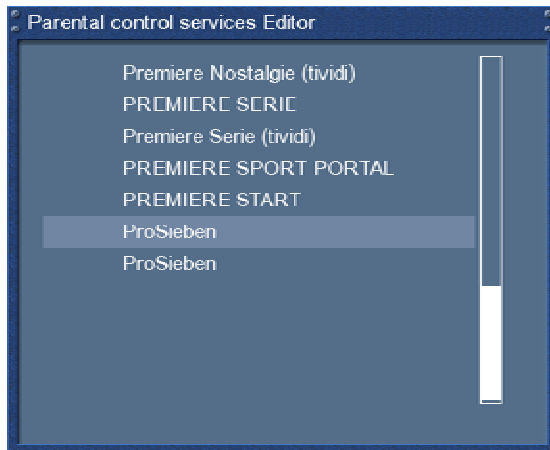 Parental control services Editor
Premiere Nostalgie (tividi)
PREMIERE SERIE
Premiere Serie (tividi)
PREMIERE SPORT PORTAL
PREMIERE START
ProSieben
ProSieben